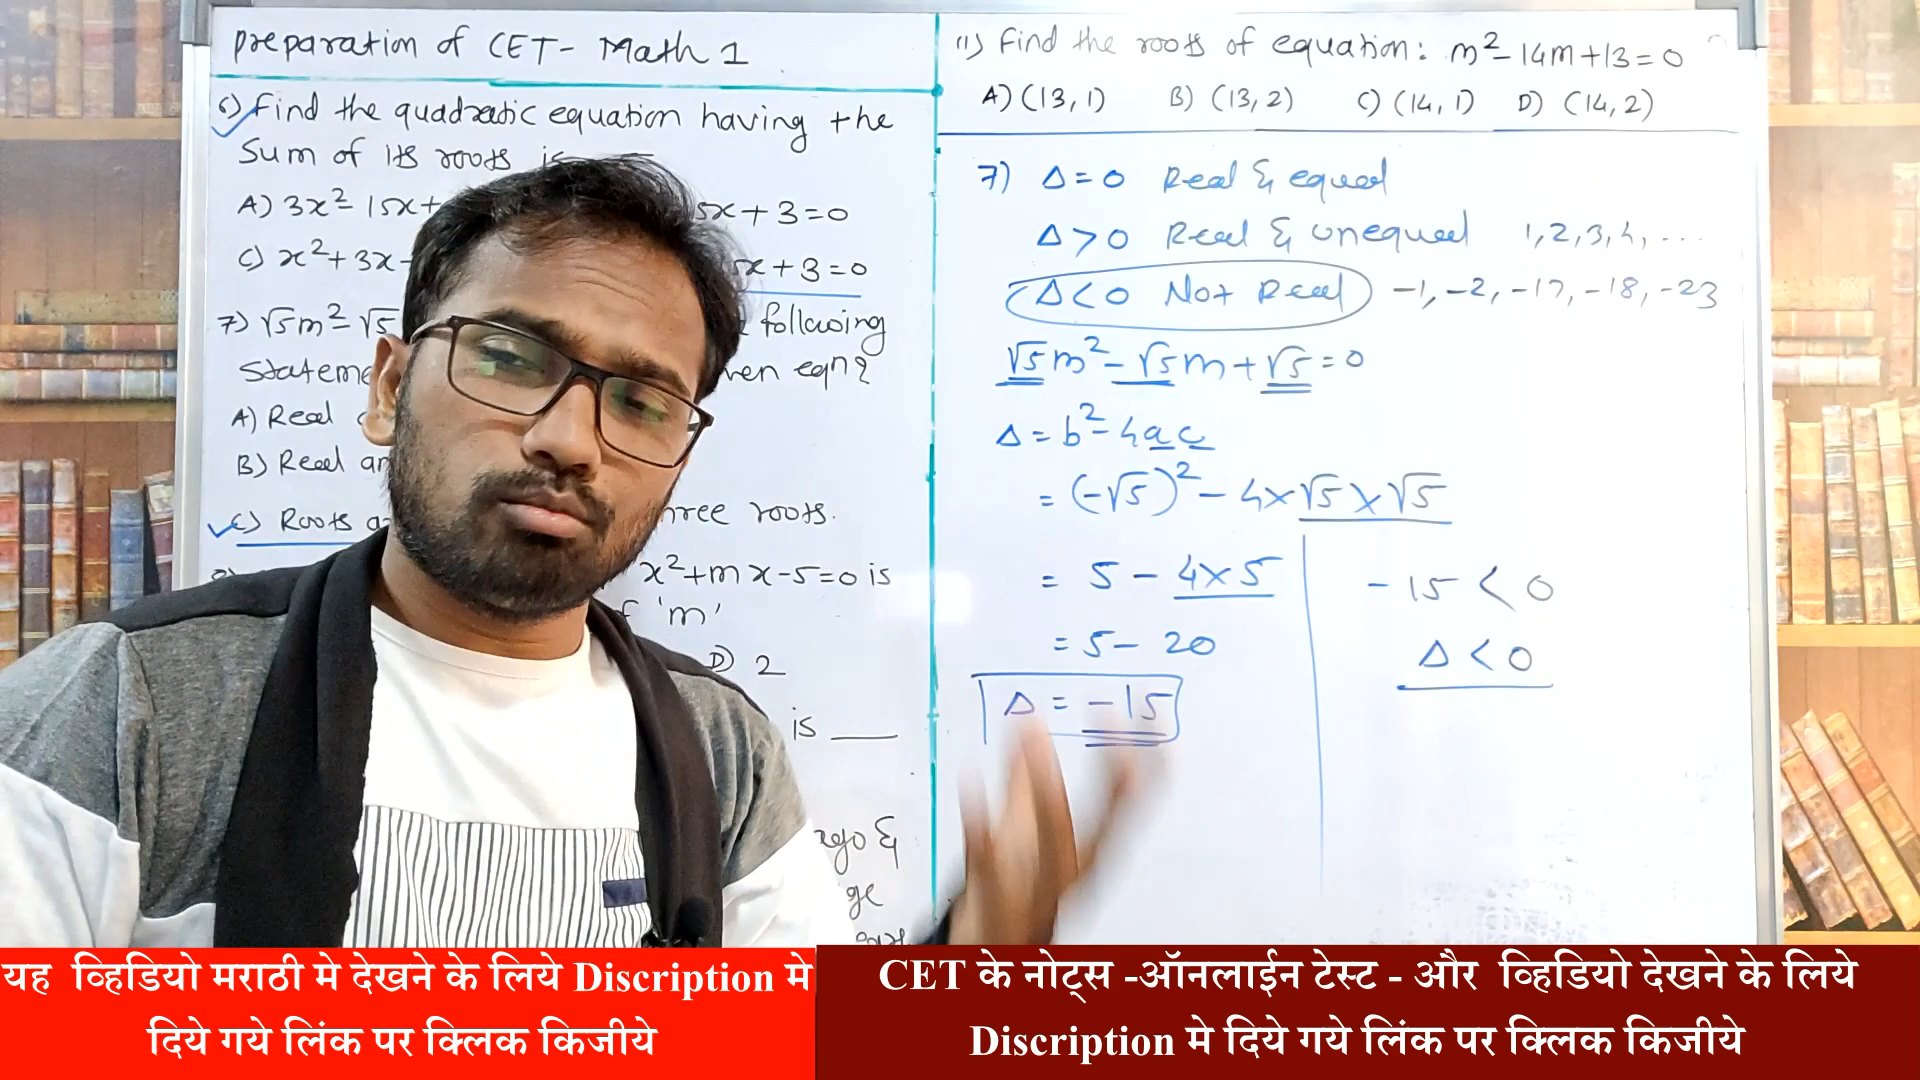 preparation of CET- Math 1
6) Find the quadratic equation having the
Sum of its roots is
A) 3x² - 15x+ 5x + 3 = 0
C) x² + 3x - 5x + 3 = 0
7) √5m² - √5 following
Stateme ven eqn?
A) Real
B) Real an
C) Roots a hree roots.
x² + mx - 5 = 0 is
f 'm'
D) 2
is ___
ge
11) Find the roots of equation: m² - 14m + 13 = 0
A) (13, 1) B) (13, 2) C) (14, 1) D) (14, 2)
7) Δ = 0 Real & equal
Δ > 0 Real & unequal 1, 2, 3, 4, ...
Δ < 0 Not Real -1, -2, -17, -18, -23
√5m² - √5m + √5 = 0
Δ = b² - 4ac
= (-√5)² - 4×√5×√5
= 5 - 4×5
= 5 - 20
Δ = -15
-15 < 0
Δ < 0
यह व्हिडियो मराठी मे देखने के लिये Discription मे
दिये गये लिंक पर क्लिक किजीये
CET के नोट्स -ऑनलाईन टेस्ट - और व्हिडियो देखने के लिये
Discription मे दिये गये लिंक पर क्लिक किजीये